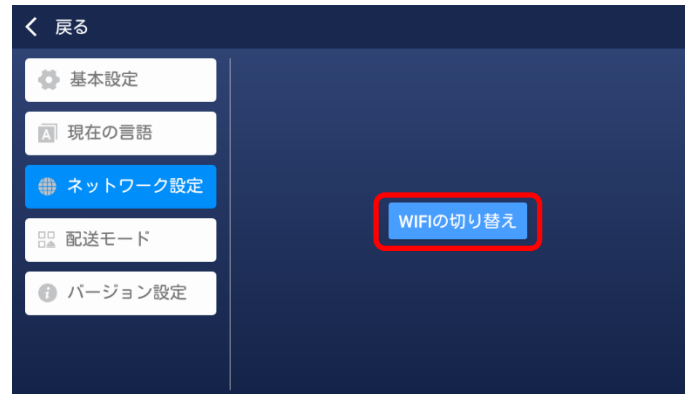 戻る
基本設定
A 現在の言語
ネットワーク設定
WIFIの切り替え
配送モード
i バージョン設定